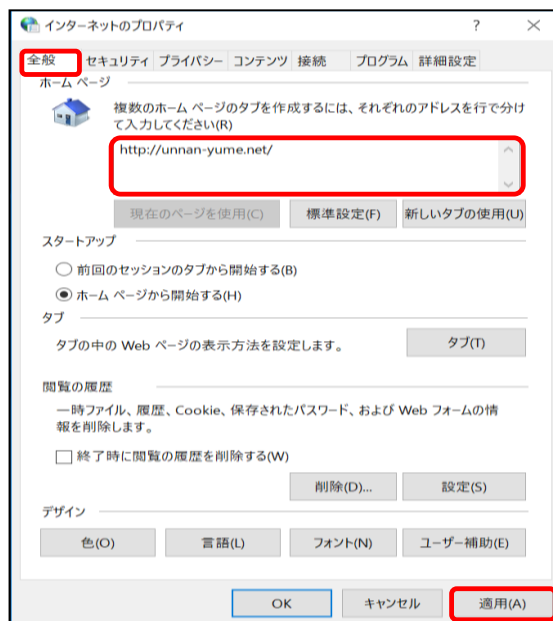 インターネットのプロパティ ?
全般 セキュリティ プライバシー コンテンツ 接続 プログラム 詳細設定
ホーム ページ
複数のホーム ページのタブを作成するには、それぞれのアドレスを行で分け
て入力してください(R)
http://unnan-yume.net/
現在のページを使用(C) 標準設定(F) 新しいタブの使用(U)
スタートアップ
前回のセッションのタブから開始する(B)
ホーム ページから開始する(H)
タブ
タブの中の Web ページの表示方法を設定します。 タブ(T)
閲覧の履歴
一時ファイル、履歴、Cookie、保存されたパスワード、および Web フォームの情
報を削除します。
終了時に閲覧の履歴を削除する(W)
削除(D)... 設定(S)
デザイン
色(O) 言語(L) フォント(N) ユーザー補助(E)
OK キャンセル 適用(A)